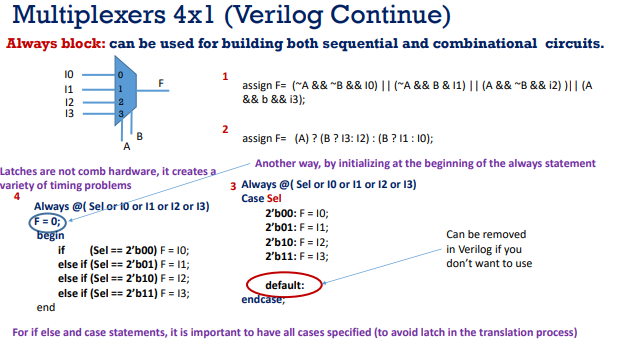 Multiplexers 4x1 (Verilog Continue)
Always block: can be used for building both sequential and combinational circuits.
I0
I1
I2
I3
0
1
2
3
F
B
A
1
assign F= (~A && ~B && I0) || (~A && B & I1) || (A && ~B && i2) )|| (A
&& b && i3);
2
assign F= (A) ? (B ? I3: I2) : (B ? I1 : I0);
Another way, by initializing at the beginning of the always statement
Latches are not comb hardware, it creates a
variety of timing problems
4
Always @( Sel or I0 or I1 or I2 or I3)
F = 0;
begin
if (Sel == 2'b00) F = I0;
else if (Sel == 2'b01) F = I1;
else if (Sel == 2'b10) F = I2;
else if (Sel == 2'b11) F = I3;
end
3
Always @( Sel or I0 or I1 or I2 or I3)
Case Sel
2'b00: F = I0;
2'b01: F = I1;
2'b10: F = I2;
2'b11: F = I3;
default:
endcase;
Can be removed
in Verilog if you
don't want to use
For if else and case statements, it is important to have all cases specified (to avoid latch in the translation process)